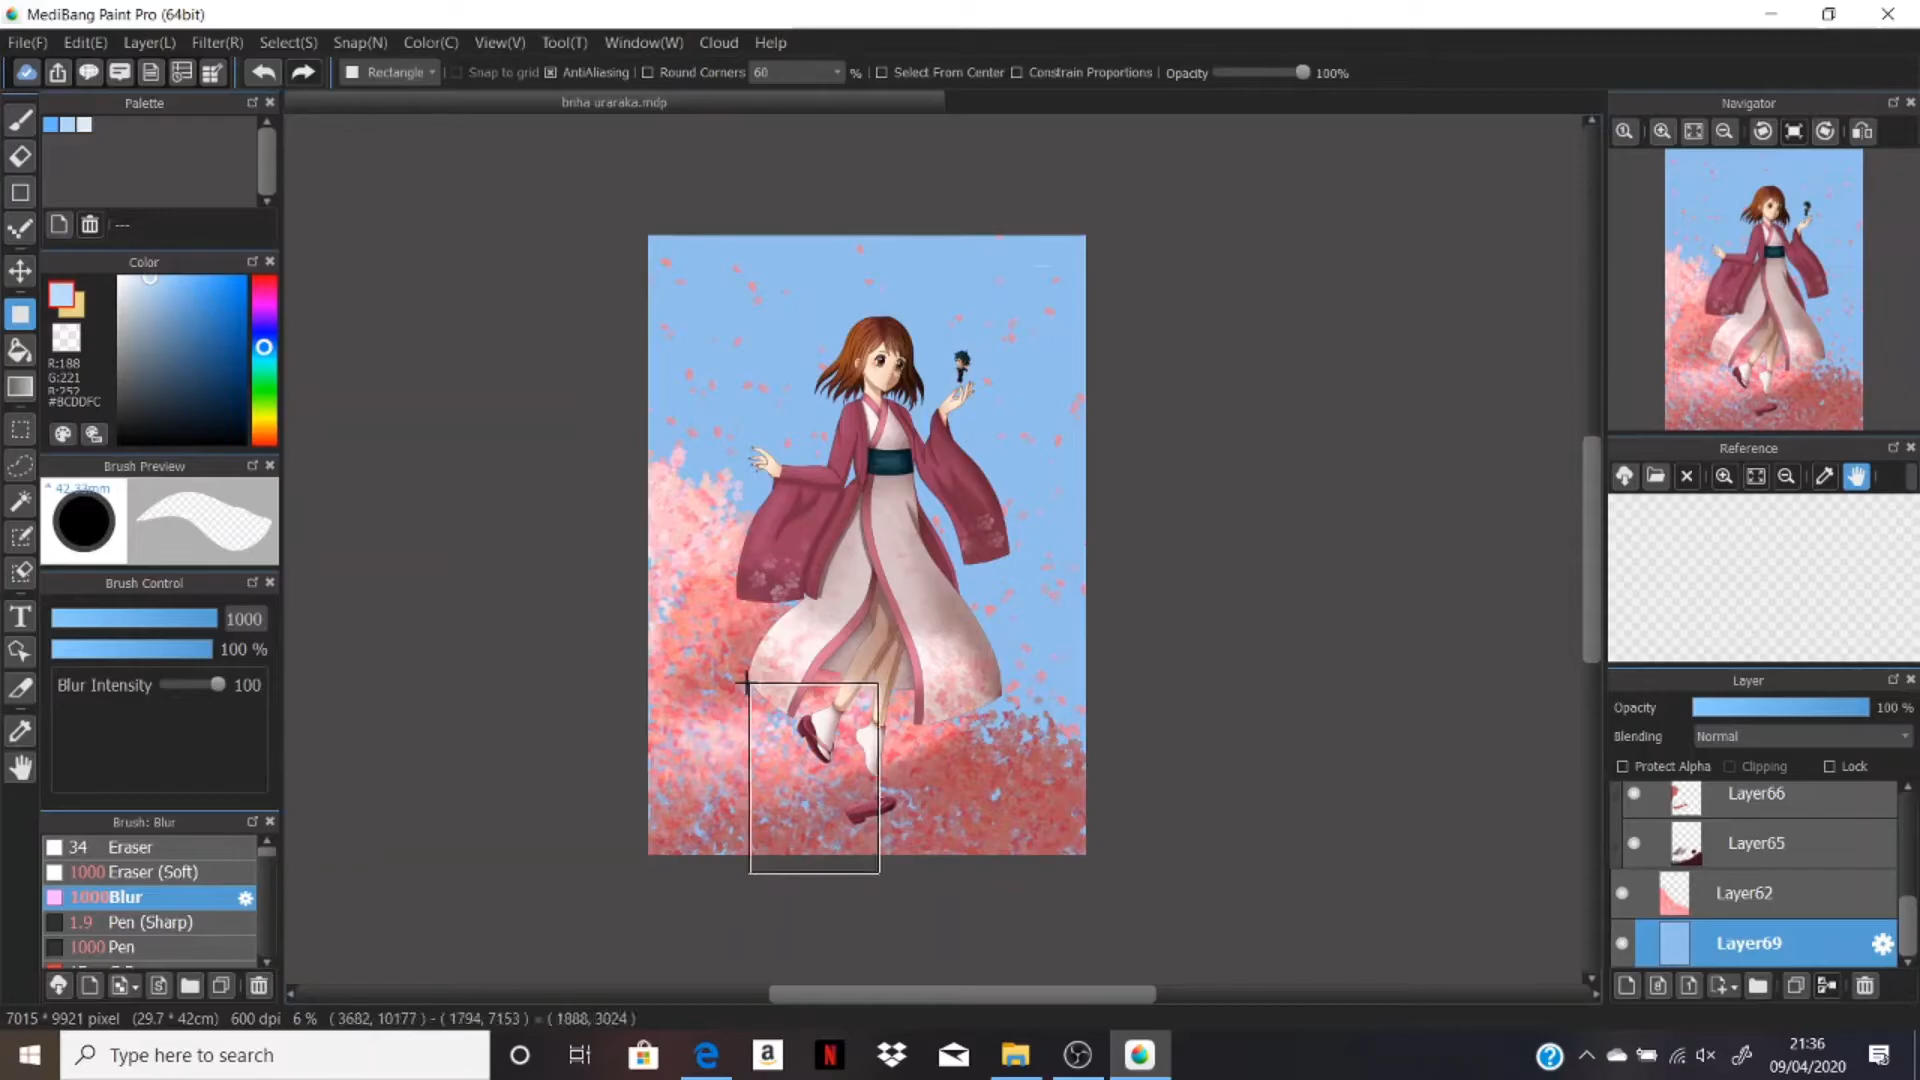 MediBang Paint Pro (64bit)
File(F) Edit(E) Layer(L) Filter(R) Select(S) Snap(N) Color(C) View(V) Tool(T) Window(W) Cloud Help
Rectangle Snap to grid AntiAliasing Round Corners 60 % Select From Center Constrain Proportions Opacity 100%
Palette
bnha uraraka.mdp
Navigator
---
Color
R:188
G:221
B:252
#BCDDFC
Brush Preview
42.33mm
Reference
Brush Control
1000
100 %
Blur Intensity 100
Layer
Opacity 100 %
Blending Normal
Protect Alpha Clipping Lock
Layer66
Layer65
Layer62
Layer69
Brush: Blur
34 Eraser
1000 Eraser (Soft)
1000 Blur
1.9 Pen (Sharp)
1000 Pen
7015 * 9921 pixel (29.7 * 42cm) 600 dpi 6 % ( 3682, 10177 ) - ( 1794, 7153 ) = ( 1888, 3024 )
Type here to search
21:36
09/04/2020